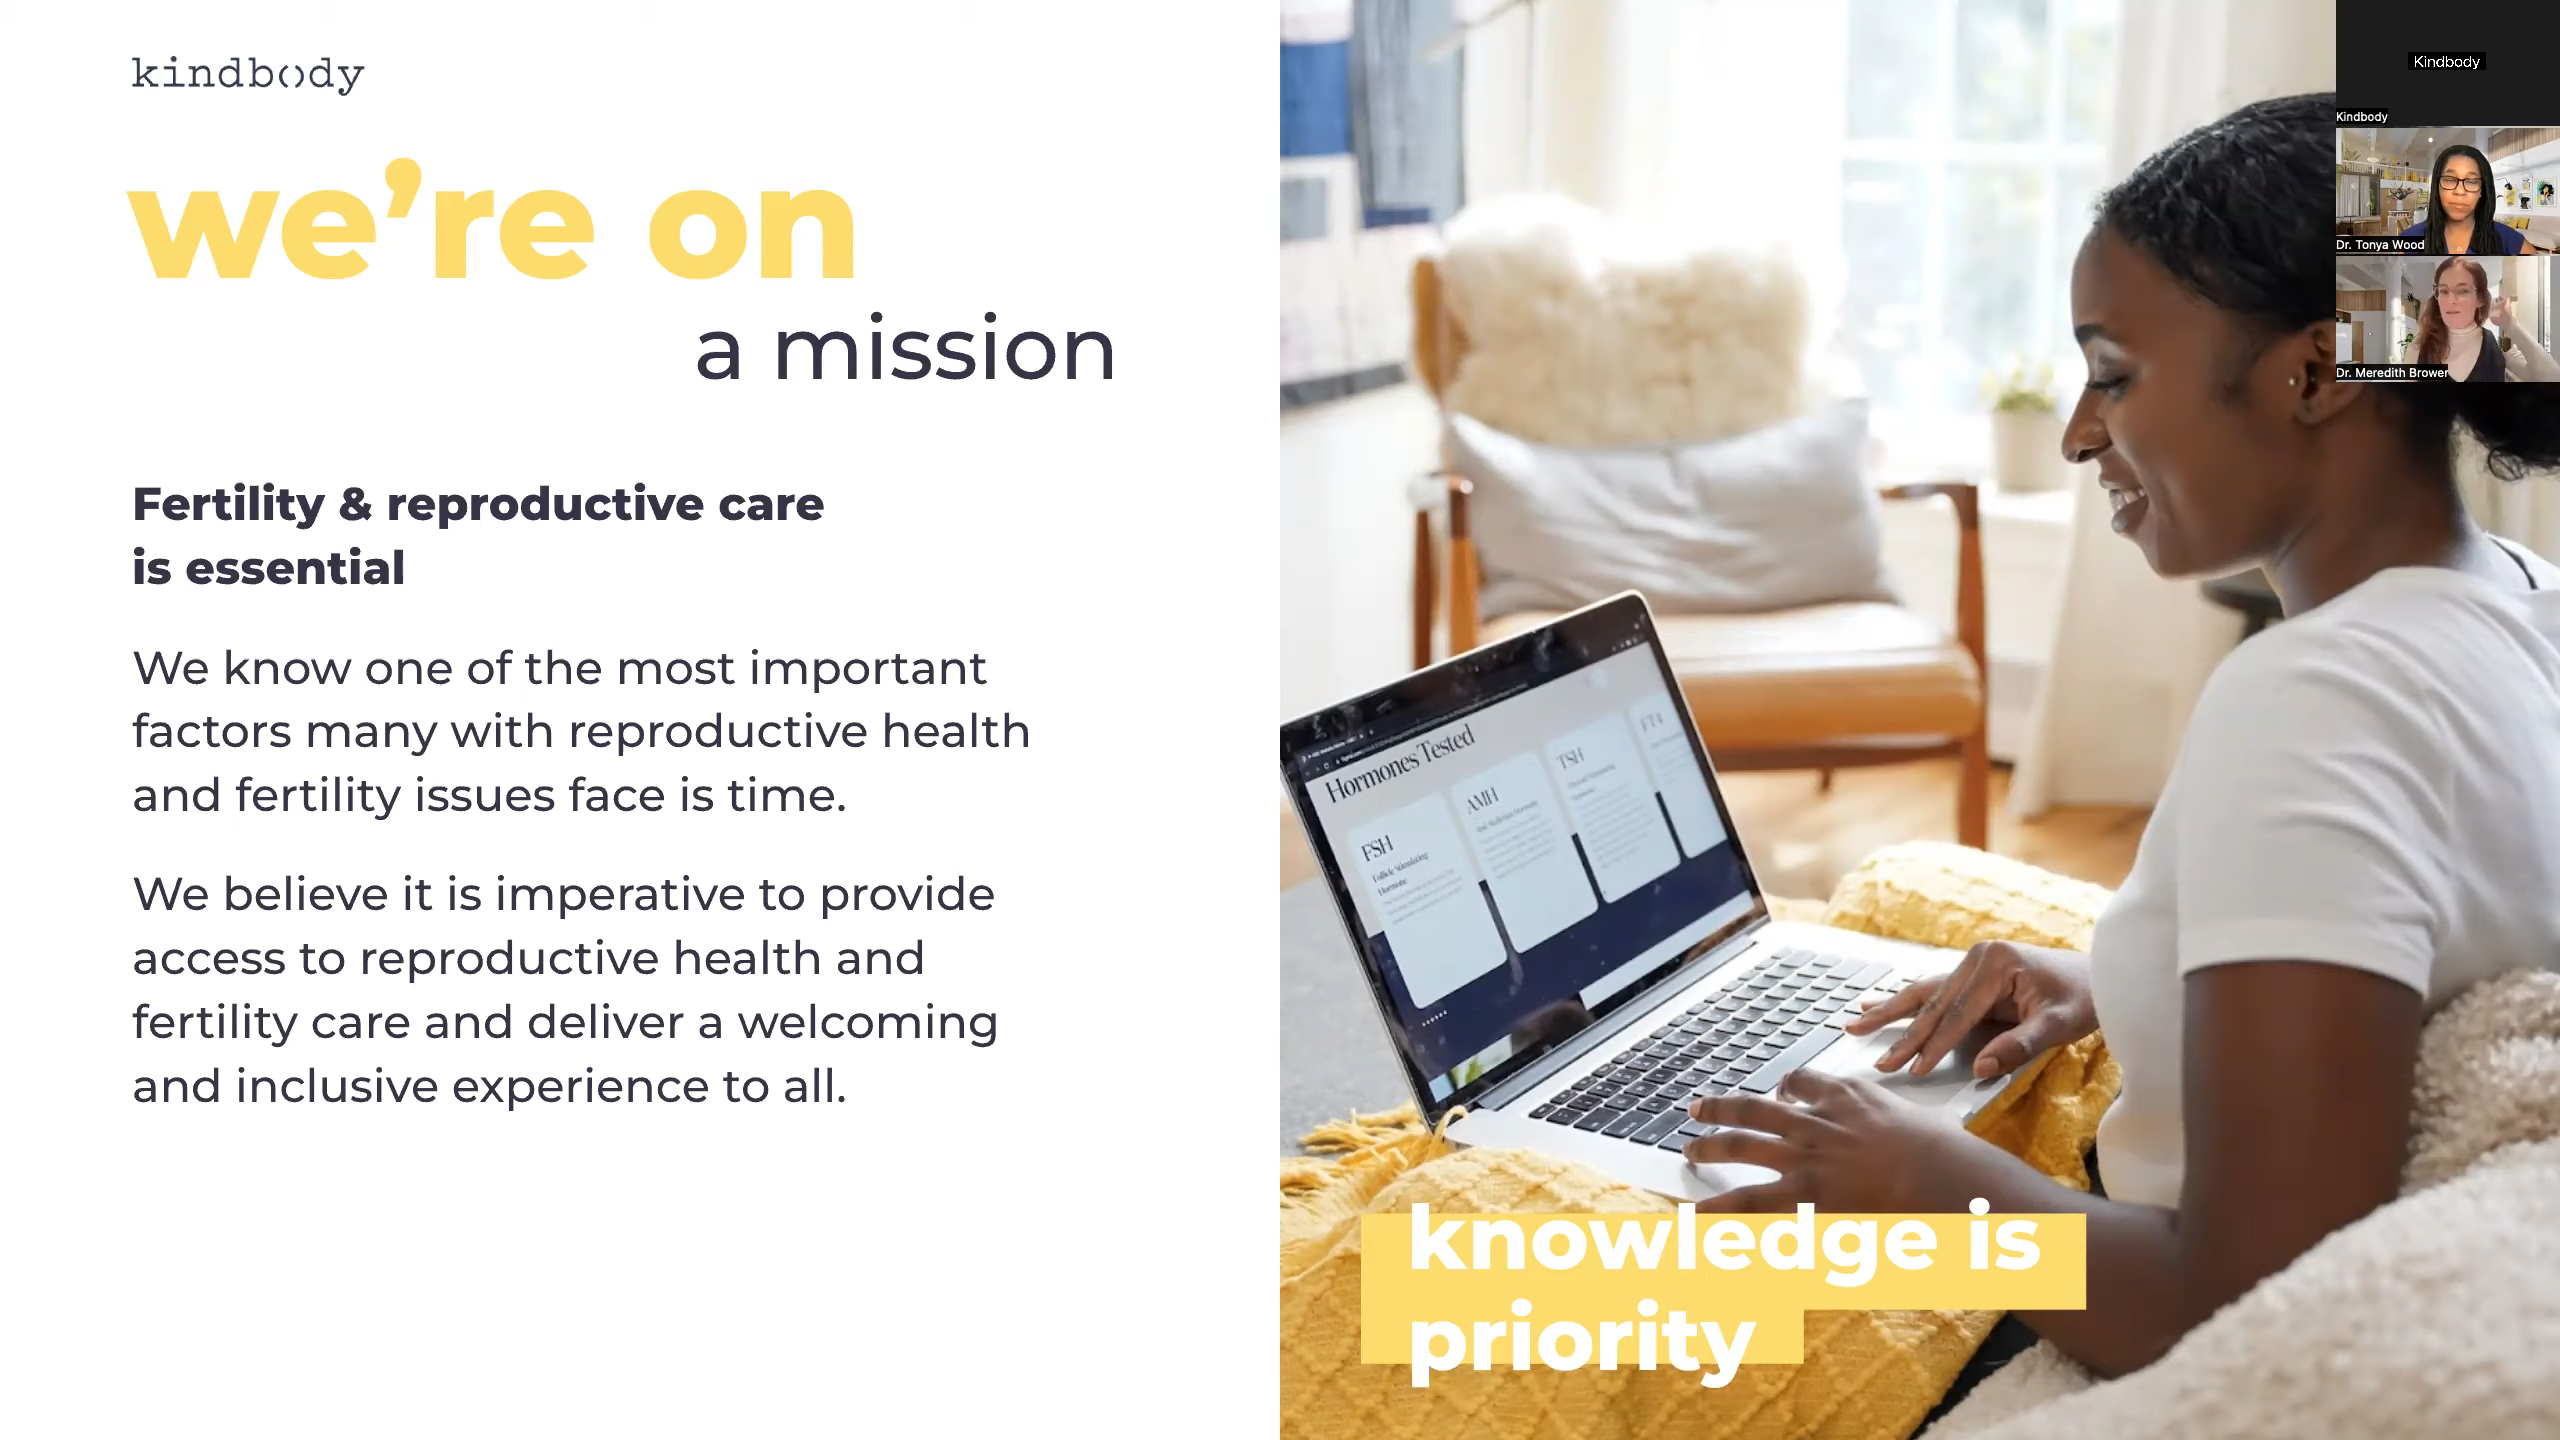 kindbody
we're on
a mission
Fertility & reproductive care
is essential
We know one of the most important
factors many with reproductive health
and fertility issues face is time.
We believe it is imperative to provide
access to reproductive health and
fertility care and deliver a welcoming
and inclusive experience to all.
Hormones Tested
FSH
Follicle Stimulating
Hormone
AMH
TSH
knowledge is
priority
Kindbody
Kindbody
Dr. Tonya Wood
Dr. Meredith Brower